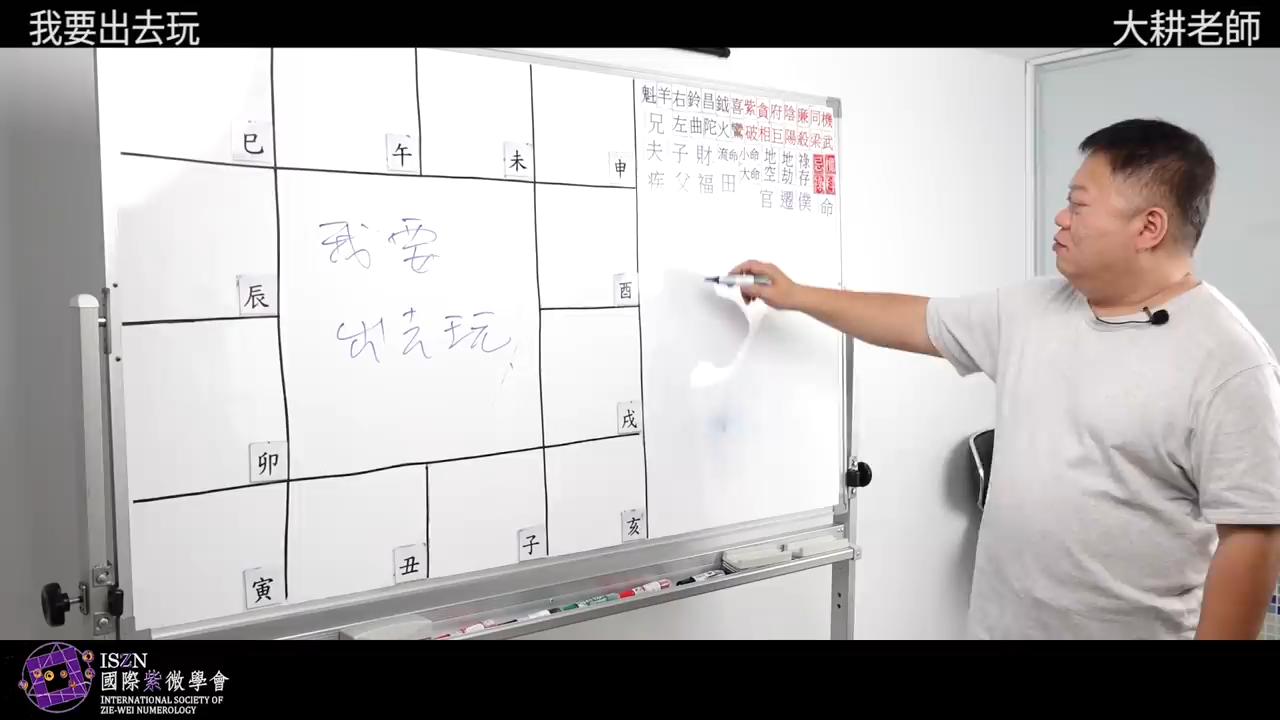 我要出去玩
大耕老師
巳
午
未
申
辰
酉
卯
戌
寅
丑
子
亥
我要
出去玩
魁羊右鈴昌鉞喜紫貪府陰廉同機
兄左曲陀火鸞破相巨陽殺梁武
夫子財流命小命地地祿
疾父福田大命空劫存
官遷僕命
ISZN
國際紫微學會
INTERNATIONAL SOCIETY OF
ZIE-WEI NUMEROLOGY